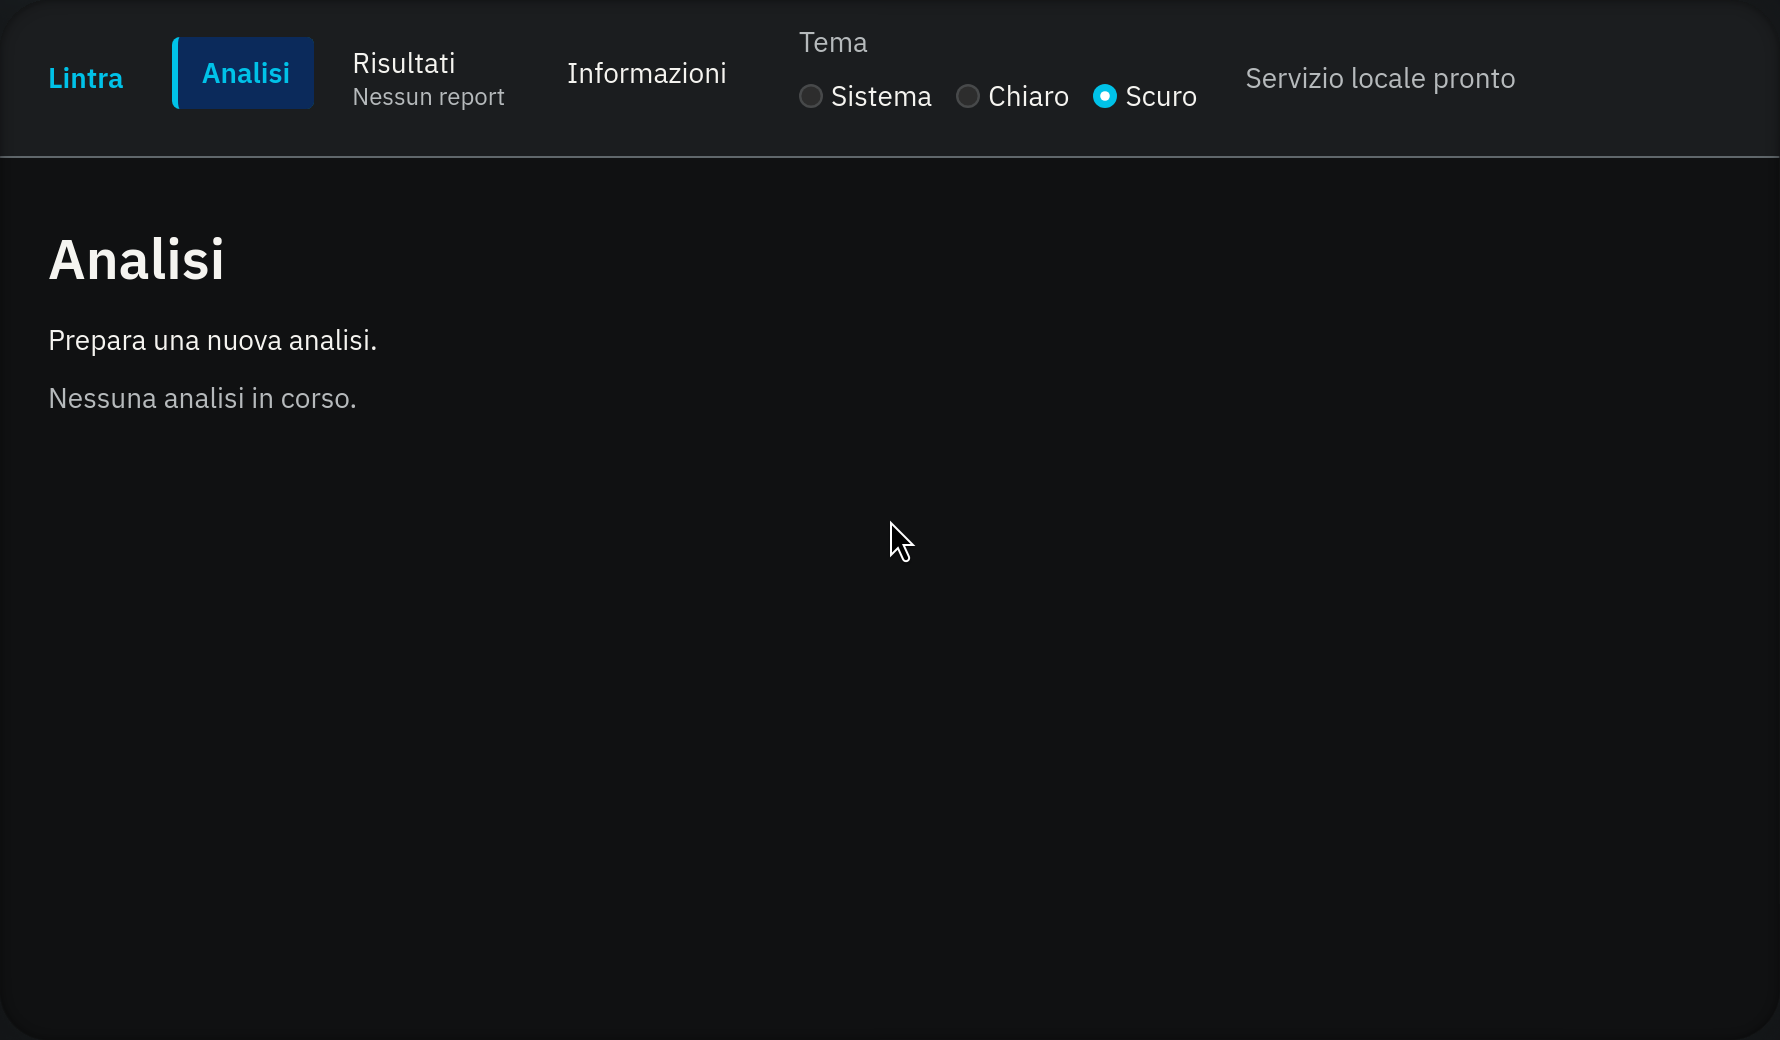 Lintra
Analisi
Risultati
Nessun report
Informazioni
Tema
Sistema Chiaro Scuro
Servizio locale pronto
Analisi
Prepara una nuova analisi.
Nessuna analisi in corso.